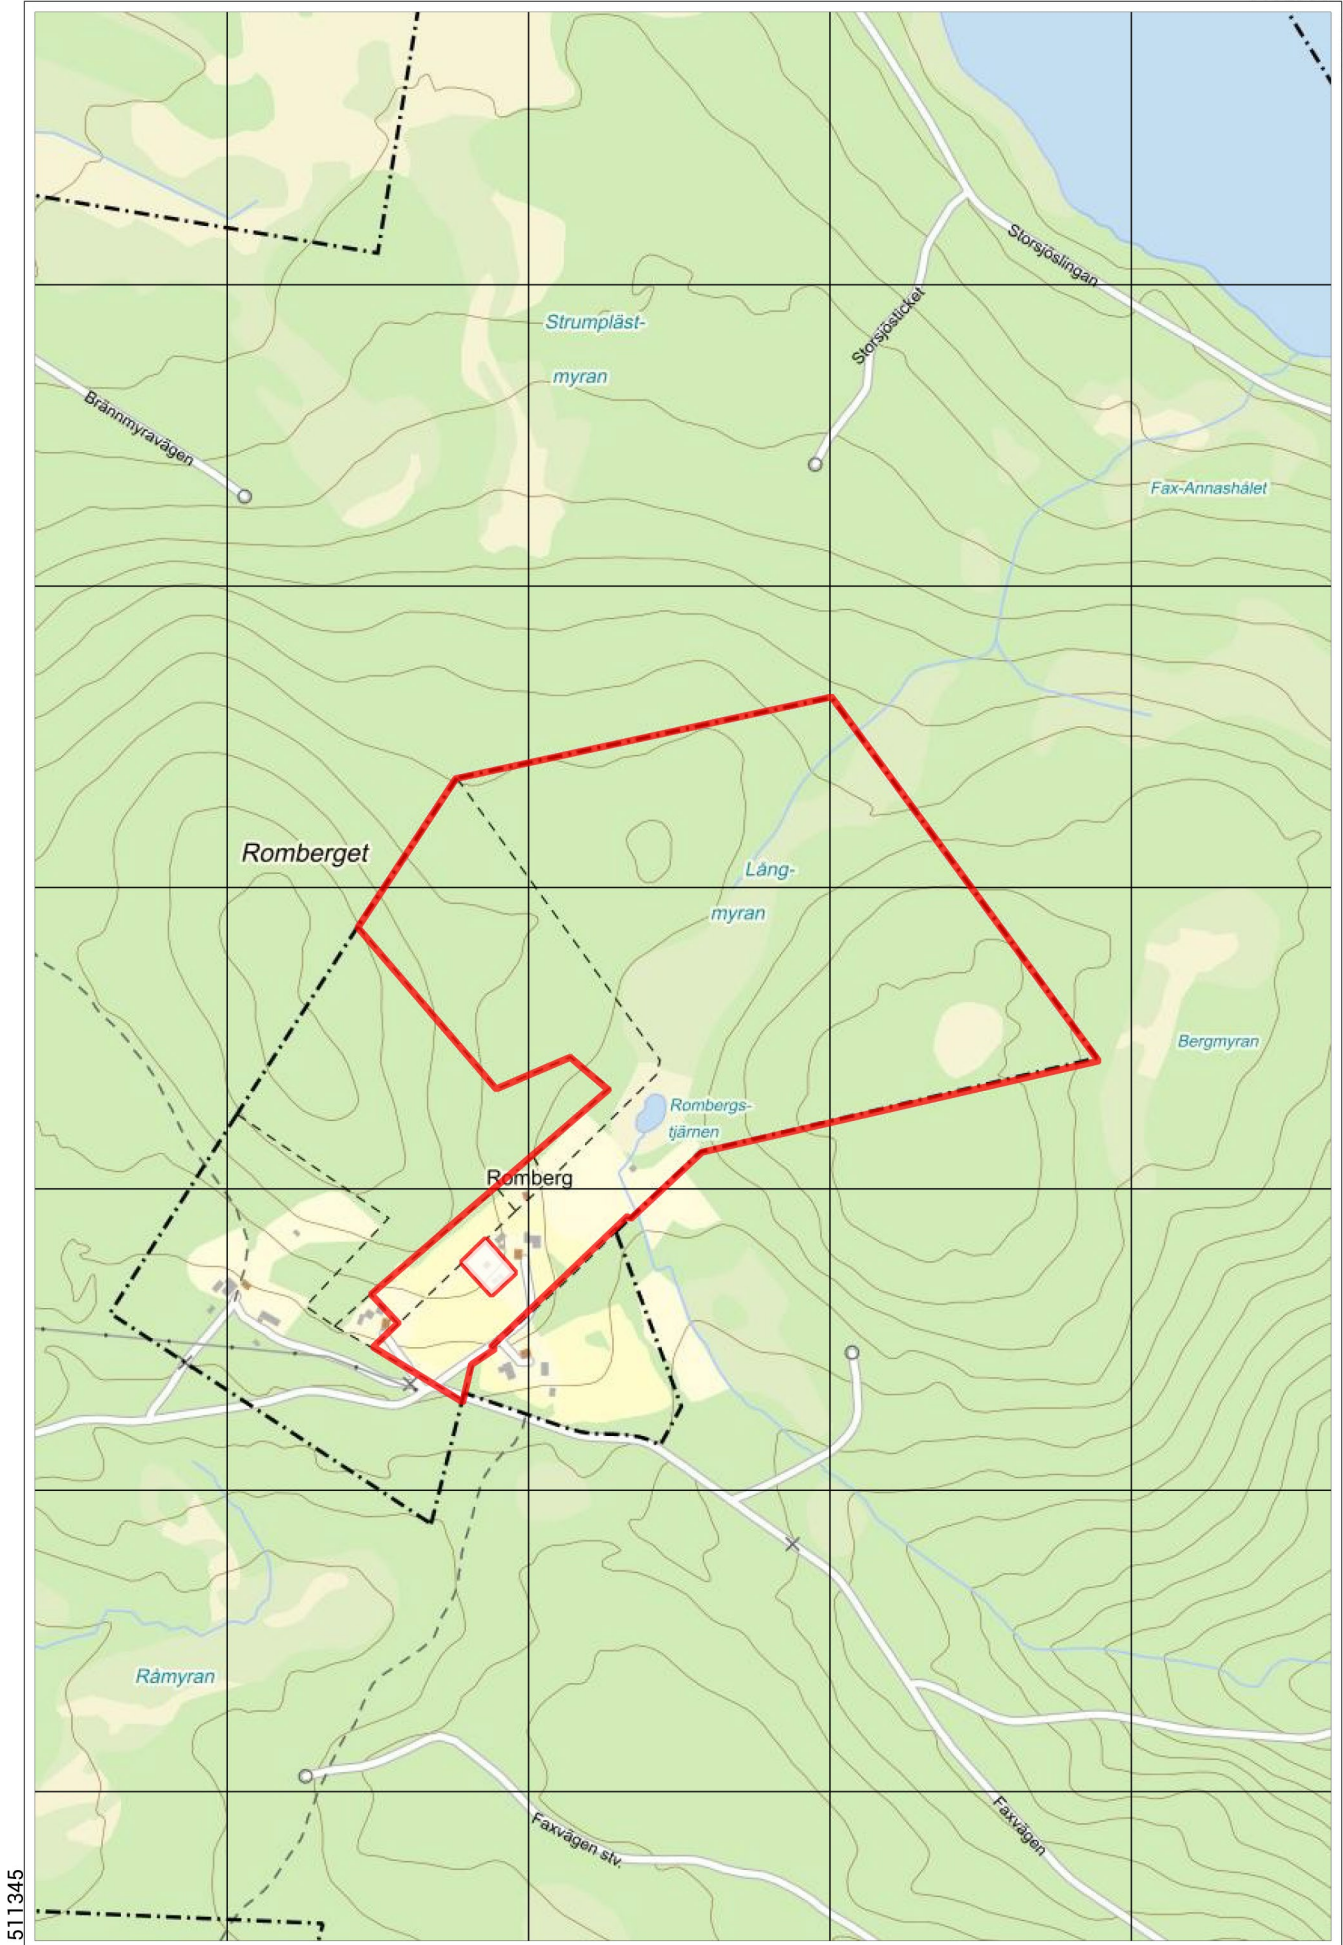 Storsjöslingan
Storsjösticket
Strumpläst-
myran
Brännmyravägen
Fax-Annashålet
Romberget
Lång-
myran
Bergmyran
Rombergs-
tjärnen
Romberg
Råmyran
Faxvägen stv.
Faxvägen
511345